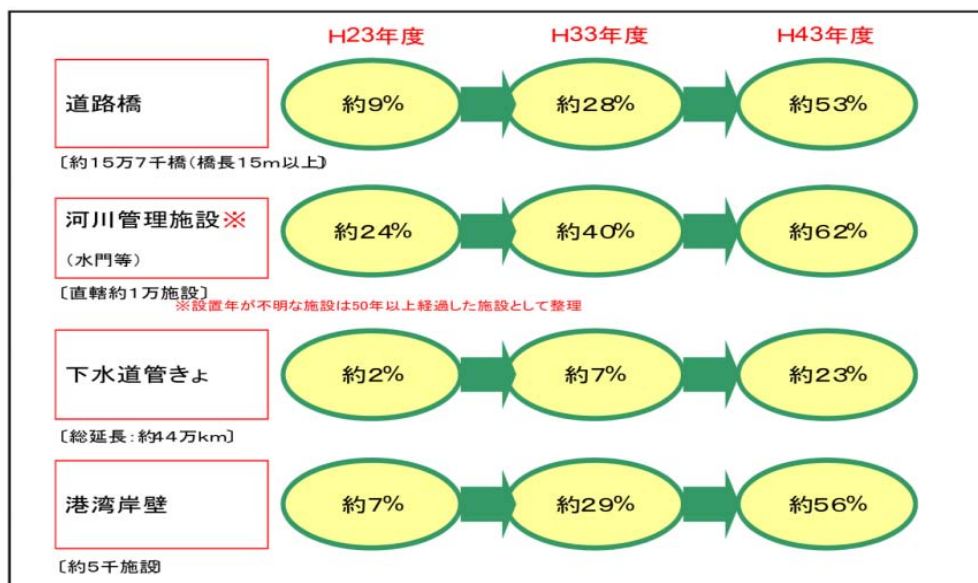 H23年度 H33年度 H43年度
道路橋 約9% 約28% 約53%
〔約15万7千橋(橋長15m以上)〕
河川管理施設※
(水門等)
約24% 約40% 約62%
〔直轄約1万施設〕
※設置年が不明な施設は50年以上経過した施設として整理
下水道管きょ 約2% 約7% 約23%
〔総延長:約44万km〕
港湾岸壁 約7% 約29% 約56%
〔約5千施設〕